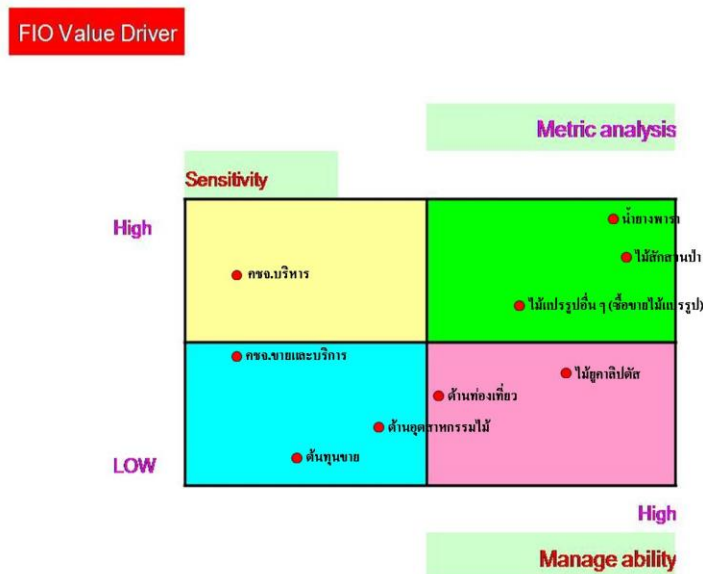 FIO Value Driver
Metric analysis
Sensitivity
High
น้ำยางพารา
ไม้สักสวนป่า
คชจ.บริหาร
ไม้แปรรูปอื่น ๆ (ซื้อขายไม้แปรรูป)
คชจ.ขายและบริการ
ไม้ยูคาลิปตัส
ด้านท่องเที่ยว
ด้านอุตสาหกรรมไม้
ต้นทุนขาย
LOW
High
Manage ability